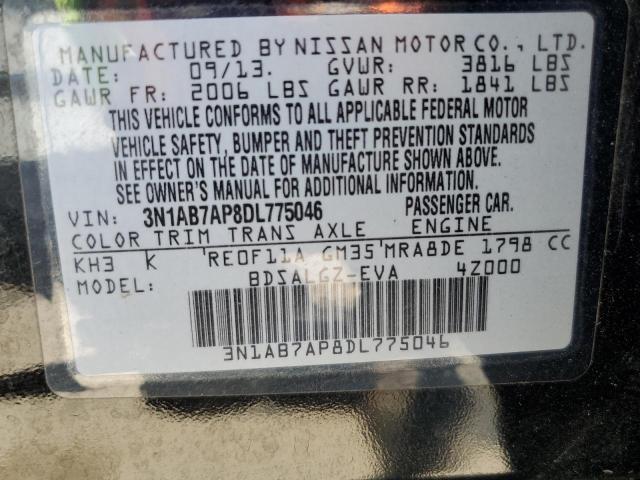 MANUFACTURED BY NISSAN MOTOR CO., LTD.
DATE: 09/13. GVWR: 3816 LBS
GAWR FR: 2006 LBS GAWR RR: 1841 LBS
THIS VEHICLE CONFORMS TO ALL APPLICABLE FEDERAL MOTOR
VEHICLE SAFETY, BUMPER AND THEFT PREVENTION STANDARDS
IN EFFECT ON THE DATE OF MANUFACTURE SHOWN ABOVE.
SEE OWNER'S MANUAL FOR ADDITIONAL INFORMATION.
VIN: 3N1AB7AP8DL775046 PASSENGER CAR.
COLOR TRIM TRANS AXLE ENGINE
KH3 K 'RE0F11A GM35'MRA8DE 1798 CC
MODEL: BDSALGZ-EVA 4Z000
3N1AB7AP8DL775046